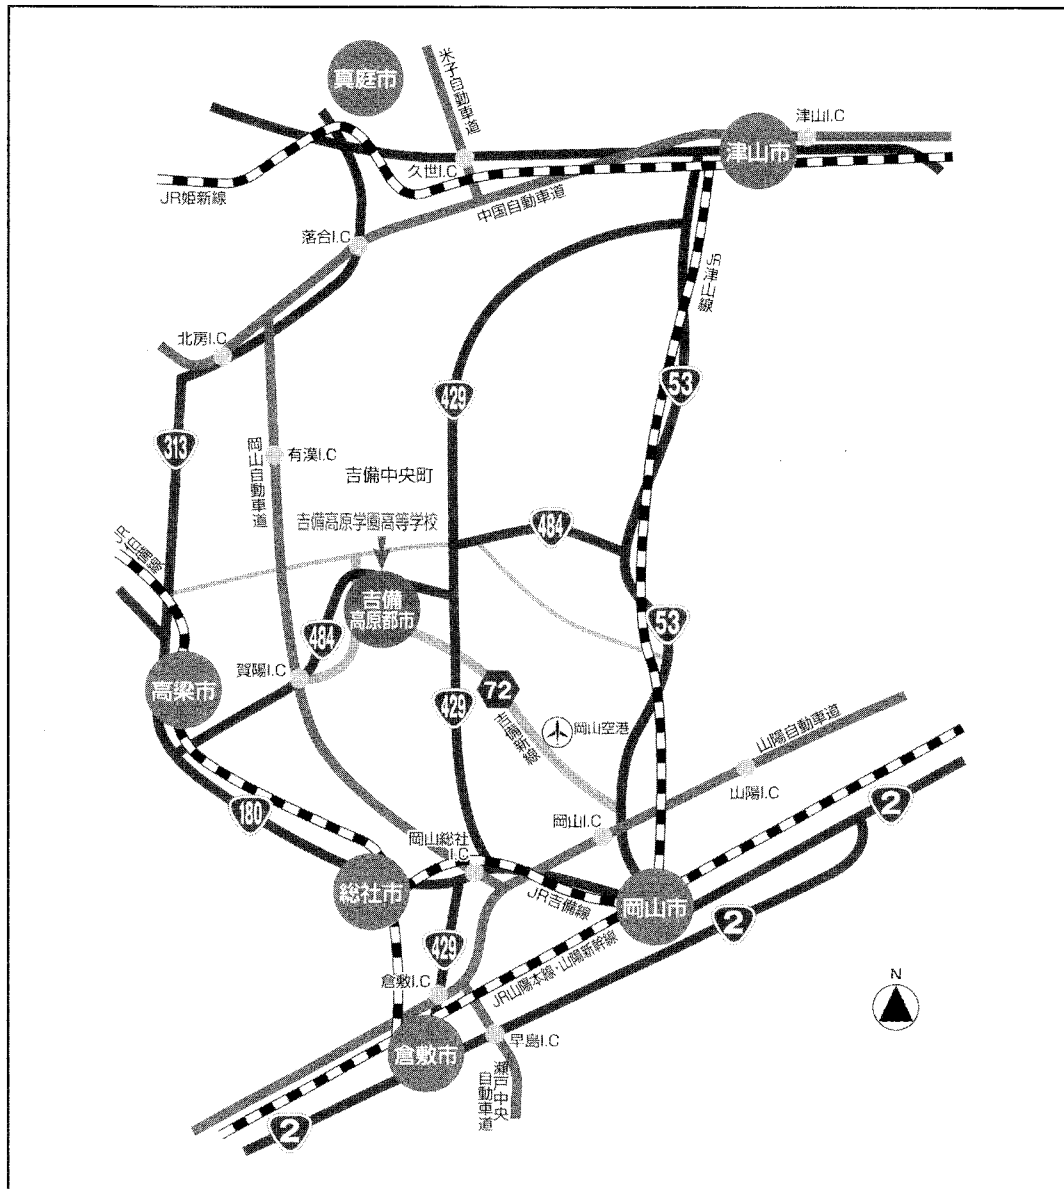 真庭市
米子自動車道
津山I.C
津山市
久世I.C
JR姫新線
中国自動車道
落合I.C
JR津山線
北房I.C
429
53
313
岡山自動車道
有漢I.C
吉備中央町
吉備高原学園高等学校
484
JR伯備線
吉備
高原都市
53
484
賀陽I.C
高梁市
72
429
吉備新線
岡山空港
山陽自動車道
山陽I.C
180
岡山I.C
2
岡山総社
I.C
総社市
JR吉備線
岡山市
2
429
JR山陽本線・山陽新幹線
倉敷I.C
N
早島I.C
倉敷市
瀬戸中央
自動車道
2